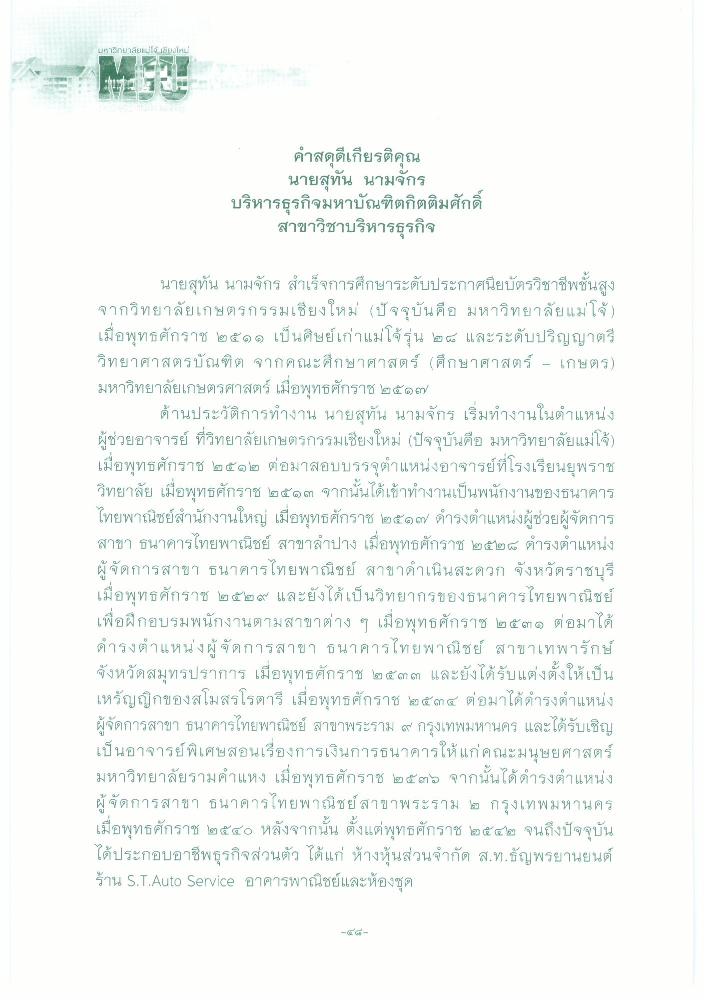 มหาวิทยาลัยแม่โจ้ เชียงใหม่
MJU
Maejo University
คำสดุดีเกียรติคุณ
นายสุทัน นามจักร
บริหารธุรกิจมหาบัณฑิตกิตติมศักดิ์
สาขาวิชาบริหารธุรกิจ
นายสุทัน นามจักร สำเร็จการศึกษาระดับประกาศนียบัตรวิชาชีพชั้นสูง
จากวิทยาลัยเกษตรกรรมเชียงใหม่ (ปัจจุบันคือ มหาวิทยาลัยแม่โจ้)
เมื่อพุทธศักราช ๒๕๑๑ เป็นศิษย์เก่าแม่โจ้รุ่น ๒๘ และระดับปริญญาตรี
วิทยาศาสตรบัณฑิต จากคณะศึกษาศาสตร์ (ศึกษาศาสตร์ – เกษตร)
มหาวิทยาลัยเกษตรศาสตร์ เมื่อพุทธศักราช ๒๕๑๗
ด้านประวัติการทำงาน นายสุทัน นามจักร เริ่มทำงานในตำแหน่ง
ผู้ช่วยอาจารย์ ที่วิทยาลัยเกษตรกรรมเชียงใหม่ (ปัจจุบันคือ มหาวิทยาลัยแม่โจ้)
เมื่อพุทธศักราช ๒๕๑๒ ต่อมาสอบบรรจุตำแหน่งอาจารย์ที่โรงเรียนยุพราช
วิทยาลัย เมื่อพุทธศักราช ๒๕๑๓ จากนั้นได้เข้าทำงานเป็นพนักงานของธนาคาร
ไทยพาณิชย์สำนักงานใหญ่ เมื่อพุทธศักราช ๒๕๑๗ ดำรงตำแหน่งผู้ช่วยผู้จัดการ
สาขา ธนาคารไทยพาณิชย์ สาขาลำปาง เมื่อพุทธศักราช ๒๕๒๘ ดำรงตำแหน่ง
ผู้จัดการสาขา ธนาคารไทยพาณิชย์ สาขาดำเนินสะดวก จังหวัดราชบุรี
เมื่อพุทธศักราช ๒๕๒๙ และยังได้เป็นวิทยากรของธนาคารไทยพาณิชย์
เพื่อฝึกอบรมพนักงานตามสาขาต่าง ๆ เมื่อพุทธศักราช ๒๕๓๑ ต่อมาได้
ดำรงตำแหน่งผู้จัดการสาขา ธนาคารไทยพาณิชย์ สาขาเทพารักษ์
จังหวัดสมุทรปราการ เมื่อพุทธศักราช ๒๕๓๓ และยังได้รับแต่งตั้งให้เป็น
เหรัญญิกของสโมสรโรตารี เมื่อพุทธศักราช ๒๕๓๔ ต่อมาได้ดำรงตำแหน่ง
ผู้จัดการสาขา ธนาคารไทยพาณิชย์ สาขาพระราม ๙ กรุงเทพมหานคร และได้รับเชิญ
เป็นอาจารย์พิเศษสอนเรื่องการเงินการธนาคารให้แก่คณะมนุษยศาสตร์
มหาวิทยาลัยรามคำแหง เมื่อพุทธศักราช ๒๕๓๖ จากนั้นได้ดำรงตำแหน่ง
ผู้จัดการสาขา ธนาคารไทยพาณิชย์สาขาพระราม ๒ กรุงเทพมหานคร
เมื่อพุทธศักราช ๒๕๔๐ หลังจากนั้น ตั้งแต่พุทธศักราช ๒๕๔๒ จนถึงปัจจุบัน
ได้ประกอบอาชีพธุรกิจส่วนตัว ได้แก่ ห้างหุ้นส่วนจำกัด ส.ท.ธัญพรยานยนต์
ร้าน S.T.Auto Service อาคารพาณิชย์และห้องชุด
-๔๘-